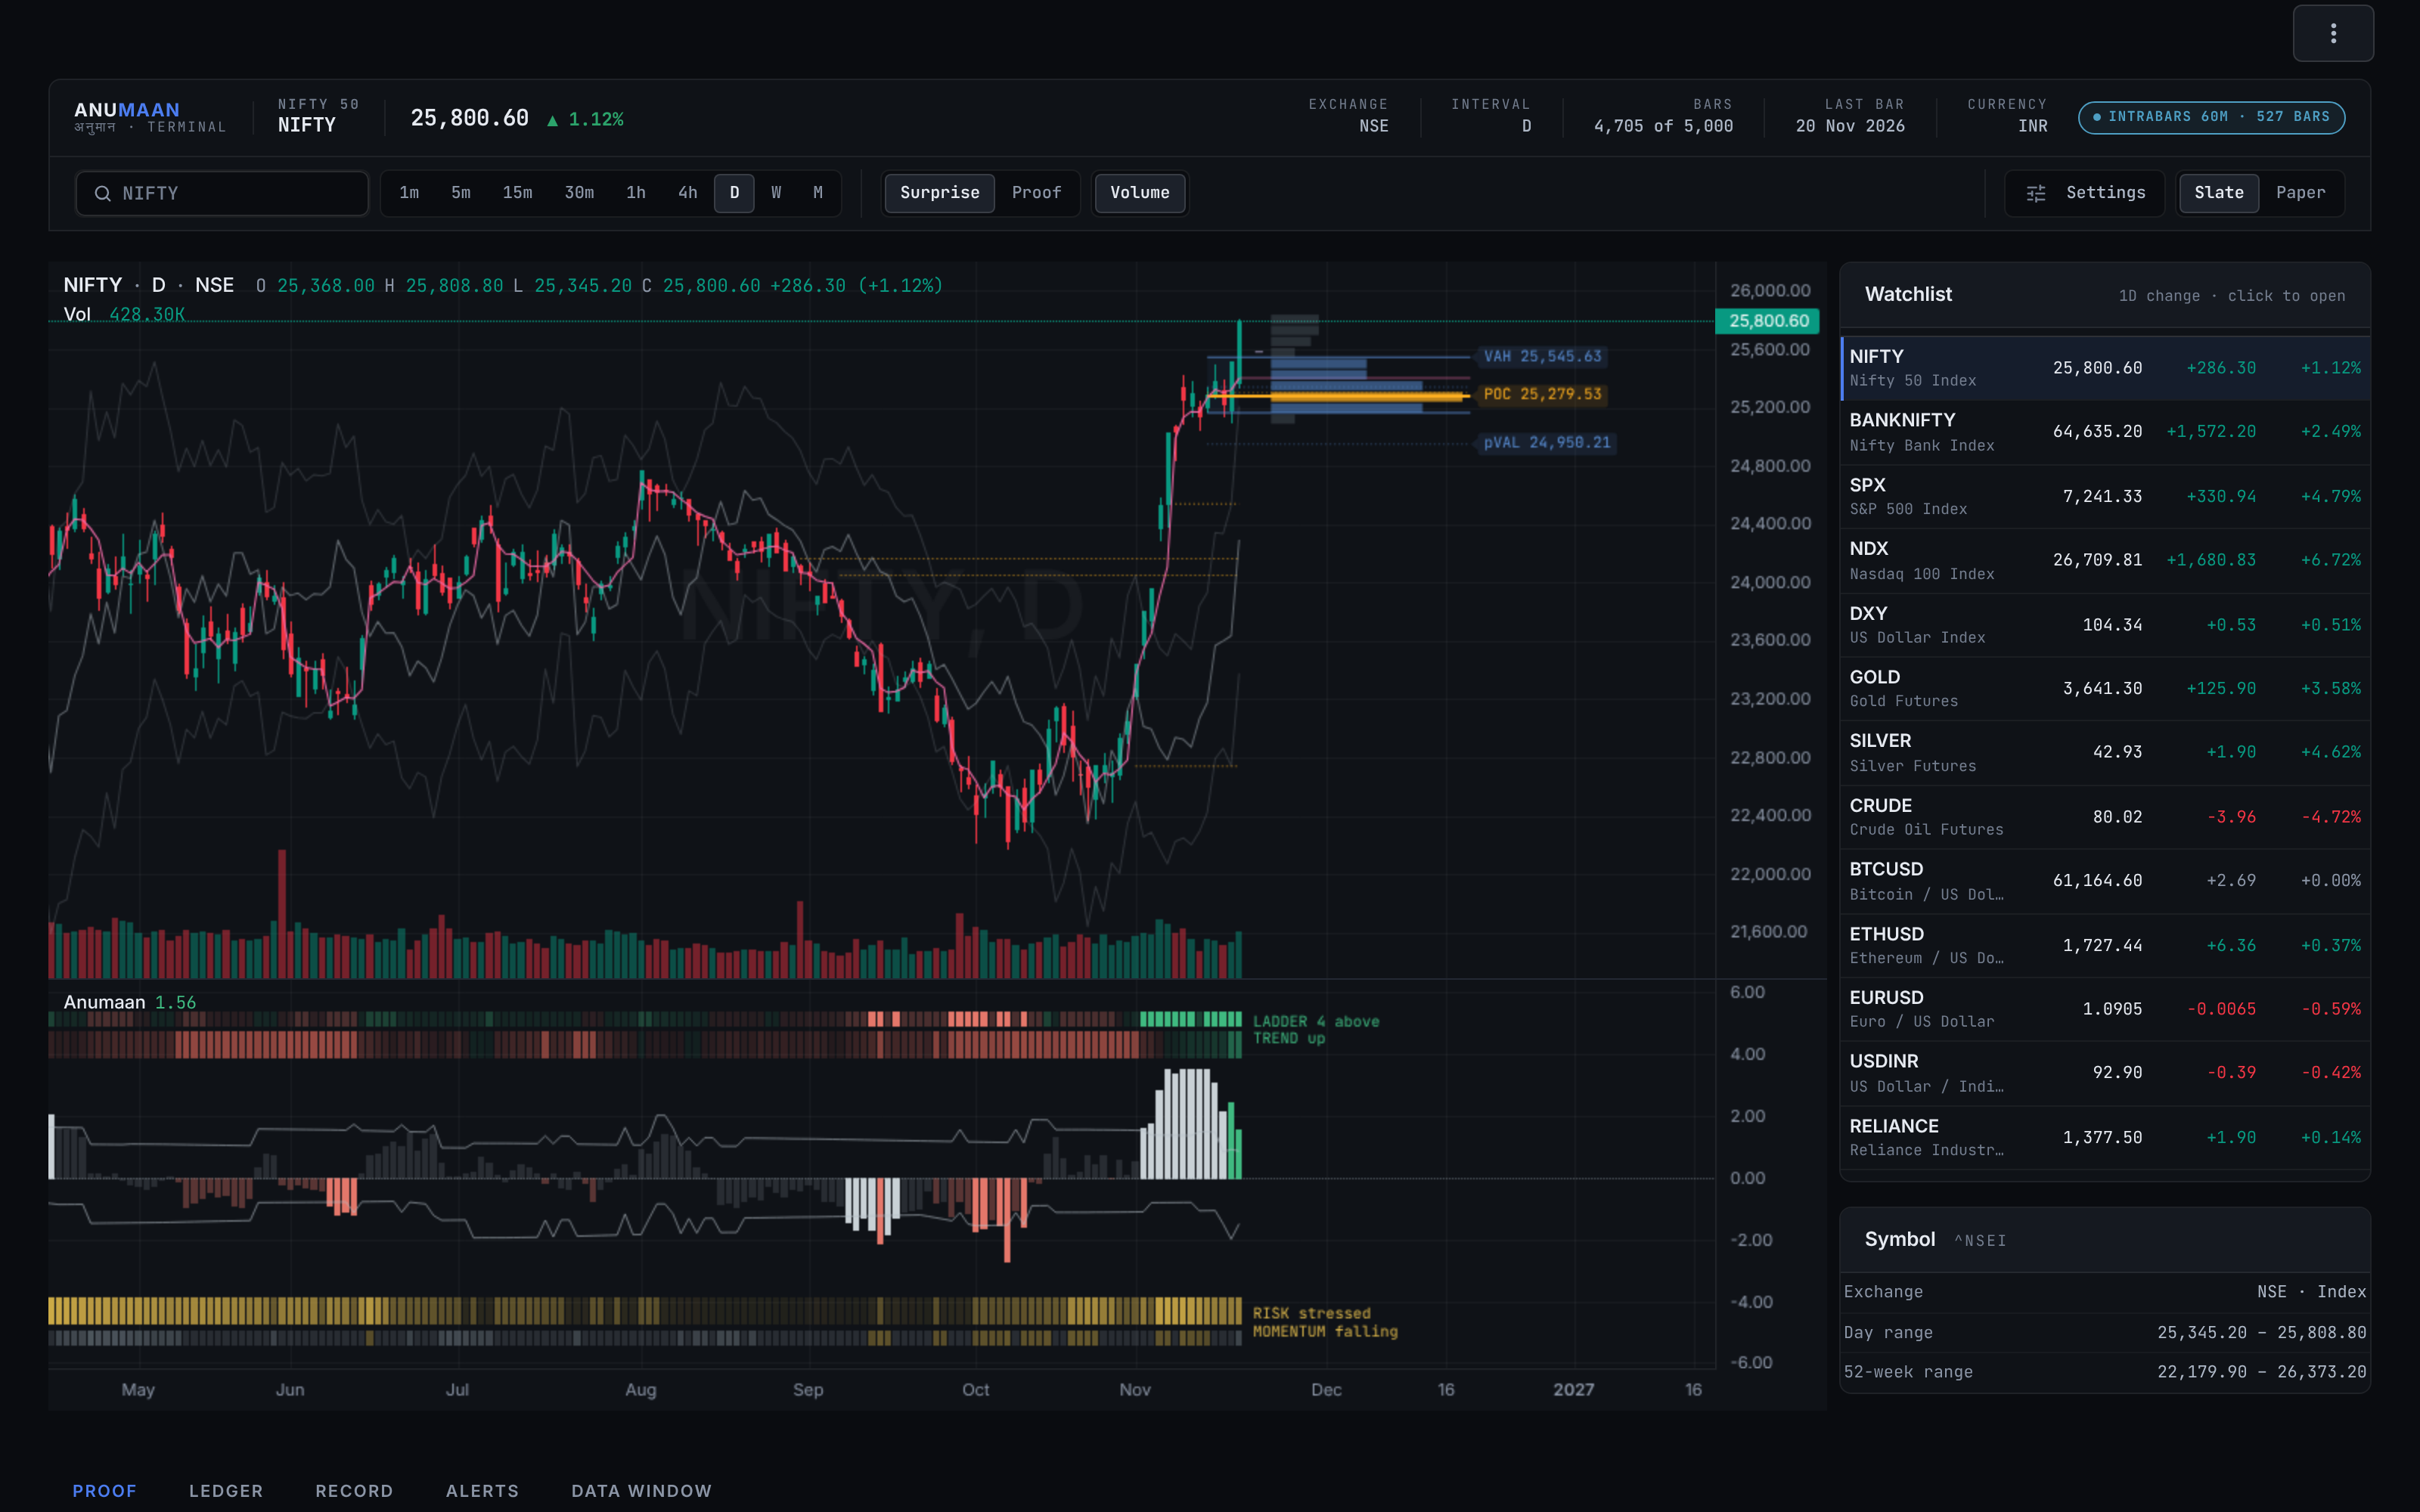 ANUMAAN
अनुमान · TERMINAL
NIFTY 50
NIFTY
25,800.60 ▲ 1.12%
EXCHANGE
NSE
INTERVAL
D
BARS
4,705 of 5,000
LAST BAR
20 Nov 2026
CURRENCY
INR
INTRABARS 60M · 527 BARS
NIFTY
1m 5m 15m 30m 1h 4h D W M
Surprise Proof
Volume
Settings
Slate Paper
NIFTY · D · NSE O 25,368.00 H 25,808.80 L 25,345.20 C 25,800.60 +286.30 (+1.12%)
Vol 428.30K
NIFTY, D
VAH 25,545.63
POC 25,279.53
pVAL 24,950.21
26,000.00
25,800.60
25,600.00
25,200.00
24,800.00
24,400.00
24,000.00
23,600.00
23,200.00
22,800.00
22,400.00
22,000.00
21,600.00
Anumaan 1.56
LADDER 4 above
TREND up
RISK stressed
MOMENTUM falling
6.00
4.00
2.00
0.00
-2.00
-4.00
-6.00
May Jun Jul Aug Sep Oct Nov Dec 16 2027 16
Watchlist 1D change · click to open
NIFTY 25,800.60 +286.30 +1.12%
Nifty 50 Index
BANKNIFTY 64,635.20 +1,572.20 +2.49%
Nifty Bank Index
SPX 7,241.33 +330.94 +4.79%
S&P 500 Index
NDX 26,709.81 +1,680.83 +6.72%
Nasdaq 100 Index
DXY 104.34 +0.53 +0.51%
US Dollar Index
GOLD 3,641.30 +125.90 +3.58%
Gold Futures
SILVER 42.93 +1.90 +4.62%
Silver Futures
CRUDE 80.02 -3.96 -4.72%
Crude Oil Futures
BTCUSD 61,164.60 +2.69 +0.00%
Bitcoin / US Dol…
ETHUSD 1,727.44 +6.36 +0.37%
Ethereum / US Do…
EURUSD 1.0905 -0.0065 -0.59%
Euro / US Dollar
USDINR 92.90 -0.39 -0.42%
US Dollar / Indi…
RELIANCE 1,377.50 +1.90 +0.14%
Reliance Industr…
Symbol ^NSEI
Exchange NSE · Index
Day range 25,345.20 – 25,808.80
52-week range 22,179.90 – 26,373.20
PROOF LEDGER RECORD ALERTS DATA WINDOW